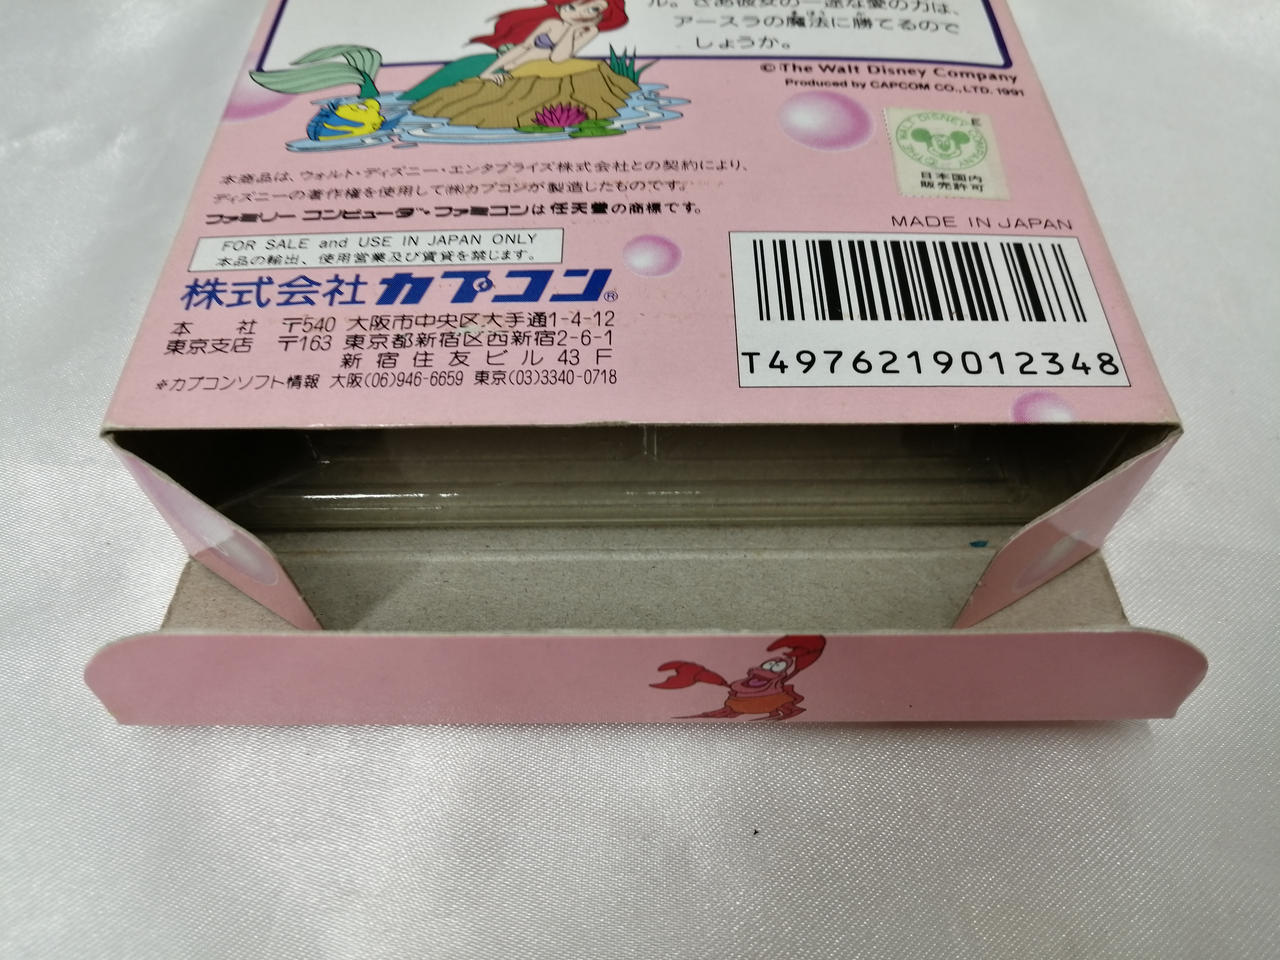 ル。さあ彼女の一途な愛の力は、
アースラの魔法に勝てるので
しょうか。
© The Walt Disney Company
Produced by CAPCOM CO., LTD. 1991
E
THE WALT DISNEY COMPANY
日本国内
販売許可
本商品は、ウォルト・ディズニー・エンタプライズ株式会社との契約により、
ディズニーの著作権を使用して㈱カプコンが製造したものです。
ファミリー コンピュータ・ファミコンは任天堂の商標です。
FOR SALE and USE IN JAPAN ONLY
本品の輸出、使用営業及び賃貸を禁じます。
株式会社カプコン®
本 社 〒540 大阪市中央区大手通1-4-12
東京支店 〒163 東京都新宿区西新宿2-6-1
新宿住友ビル 43 F
※カプコンソフト情報 大阪(06)946-6659 東京(03)3340-0718
MADE IN JAPAN
T4976219012348